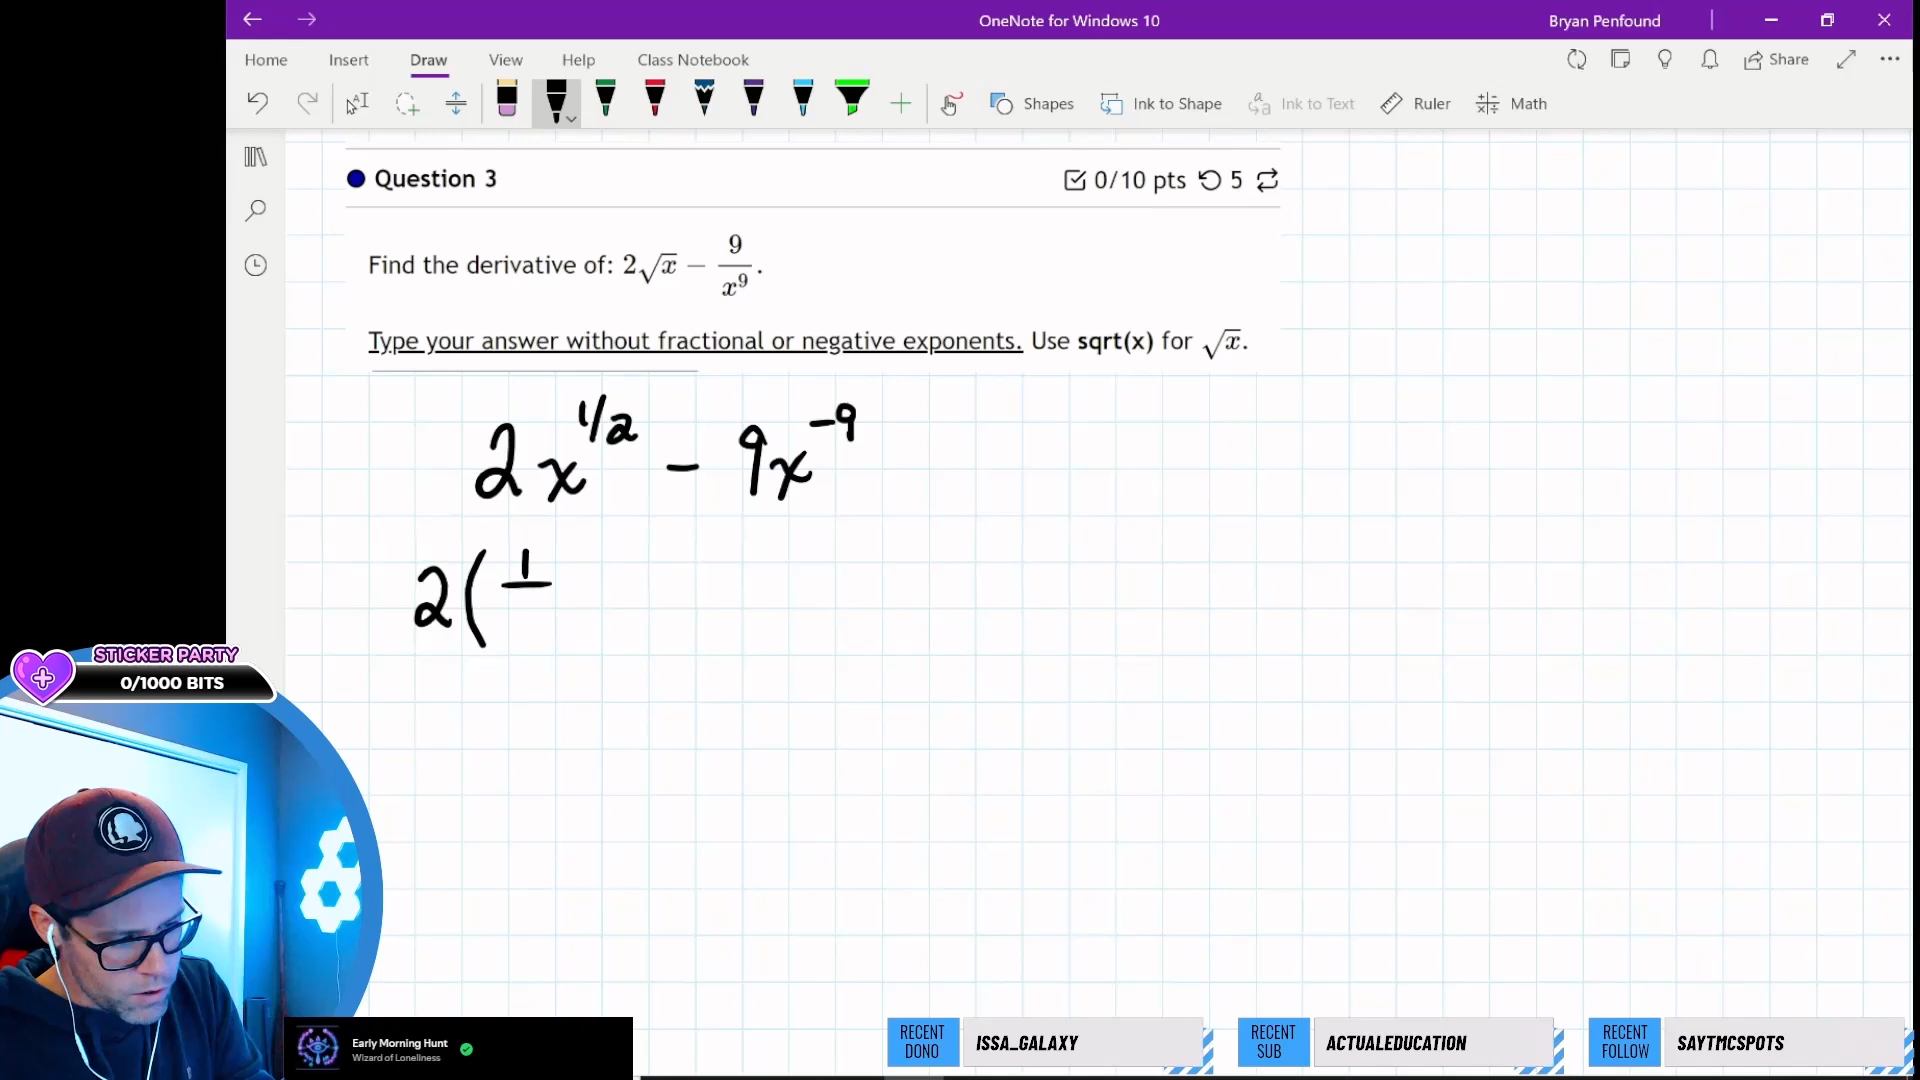 OneNote for Windows 10
Bryan Penfound
Home Insert Draw View Help Class Notebook
Share
Shapes Ink to Shape Ink to Text Ruler Math
Question 3
0/10 pts 5
Find the derivative of: 2√x − 9/x⁹.
Type your answer without fractional or negative exponents. Use sqrt(x) for √x.
2x^1/2 − 9x^−9
2(1/
STICKER PARTY
0/1000 BITS
Early Morning Hunt
Wizard of Loneliness
RECENT DONO
ISSA_GALAXY
RECENT SUB
ACTUALEDUCATION
RECENT FOLLOW
SAYTMCSPOTS